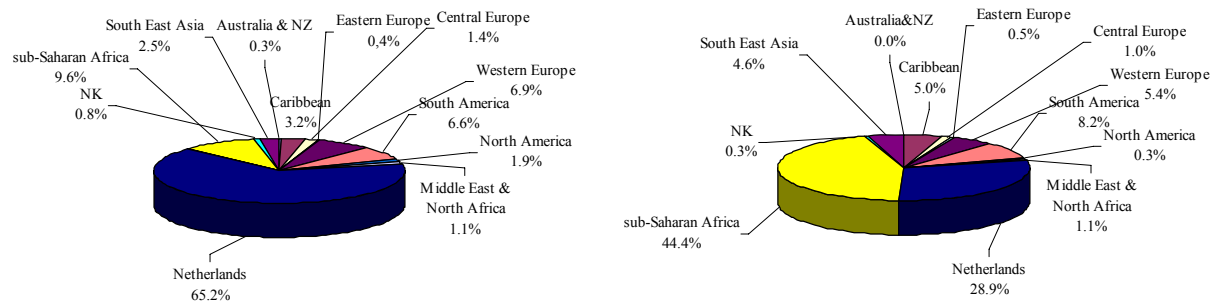 South East Asia
2.5%
Australia & NZ
0.3%
Eastern Europe
0,4%
Central Europe
1.4%
sub-Saharan Africa
9.6%
Western Europe
6.9%
NK
0.8%
Caribbean
3.2%
South America
6.6%
North America
1.9%
Middle East &
North Africa
1.1%
Netherlands
65.2%
Australia&NZ
0.0%
Eastern Europe
0.5%
South East Asia
4.6%
Central Europe
1.0%
Caribbean
5.0%
Western Europe
5.4%
South America
8.2%
NK
0.3%
North America
0.3%
Middle East &
North Africa
1.1%
sub-Saharan Africa
44.4%
Netherlands
28.9%